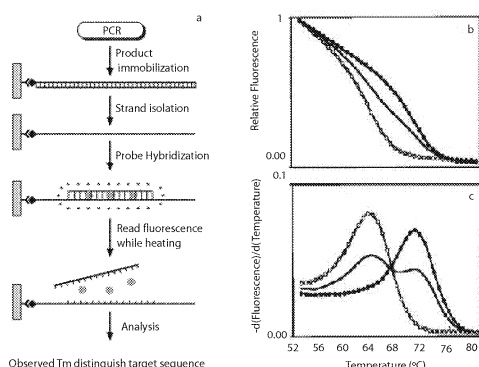 a
PCR
Product
immobilization
Strand isolation
Probe Hybridization
Read fluorescence
while heating
Analysis
Observed Tm distinguish target sequence
b
Relative Fluorescence
1
0.00
c
-d(Fluorescence)/d(Temperature)
0.1
0.00
52 56 60 64 68 72 76 80
Temperature (ºC)